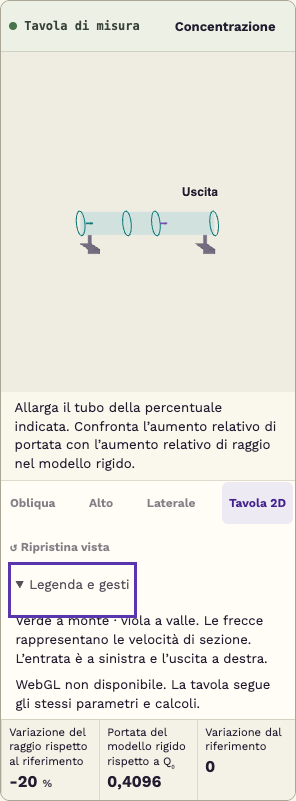 Tavola di misura
Concentrazione
Uscita
Allarga il tubo della percentuale
indicata. Confronta l’aumento relativo di
portata con l’aumento relativo di raggio
nel modello rigido.
Obliqua Alto Laterale Tavola 2D
↺ Ripristina vista
▼ Legenda e gesti
Verde a monte · viola a valle. Le frecce
rappresentano le velocità di sezione.
L’entrata è a sinistra e l’uscita a destra.
WebGL non disponibile. La tavola segue
gli stessi parametri e calcoli.
Variazione del
raggio rispetto
al riferimento
-20 %
Portata del
modello rigido
rispetto a Q₀
0,4096
Variazione dal
riferimento
0